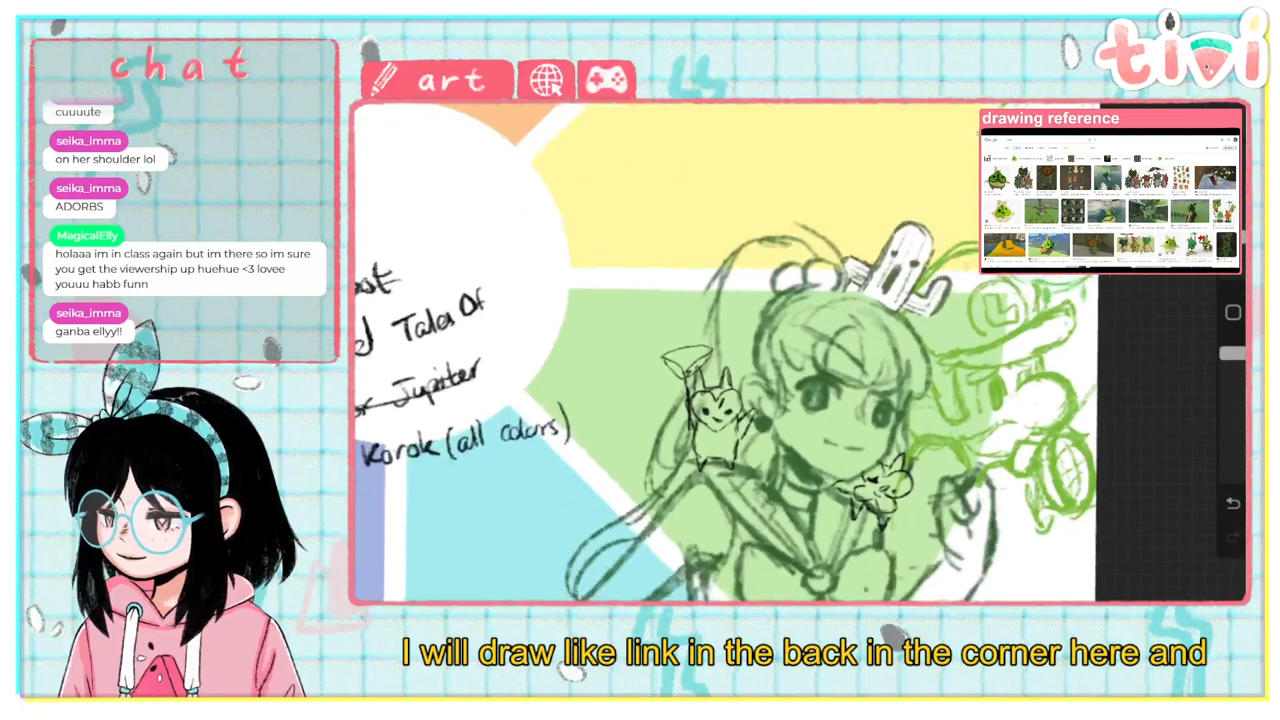 chat
cuuuute
seika_imma
on her shoulder lol
seika_imma
ADORBS
MagicalElly
holaaa im in class again but im there so im sure
you get the viewership up huehue <3 lovee
youuu habb funn
seika_imma
ganba ellyy!!
art
tivi
drawing reference
Tales Of
Jupiter
Korok (all colors)
I will draw like link in the back in the corner here and